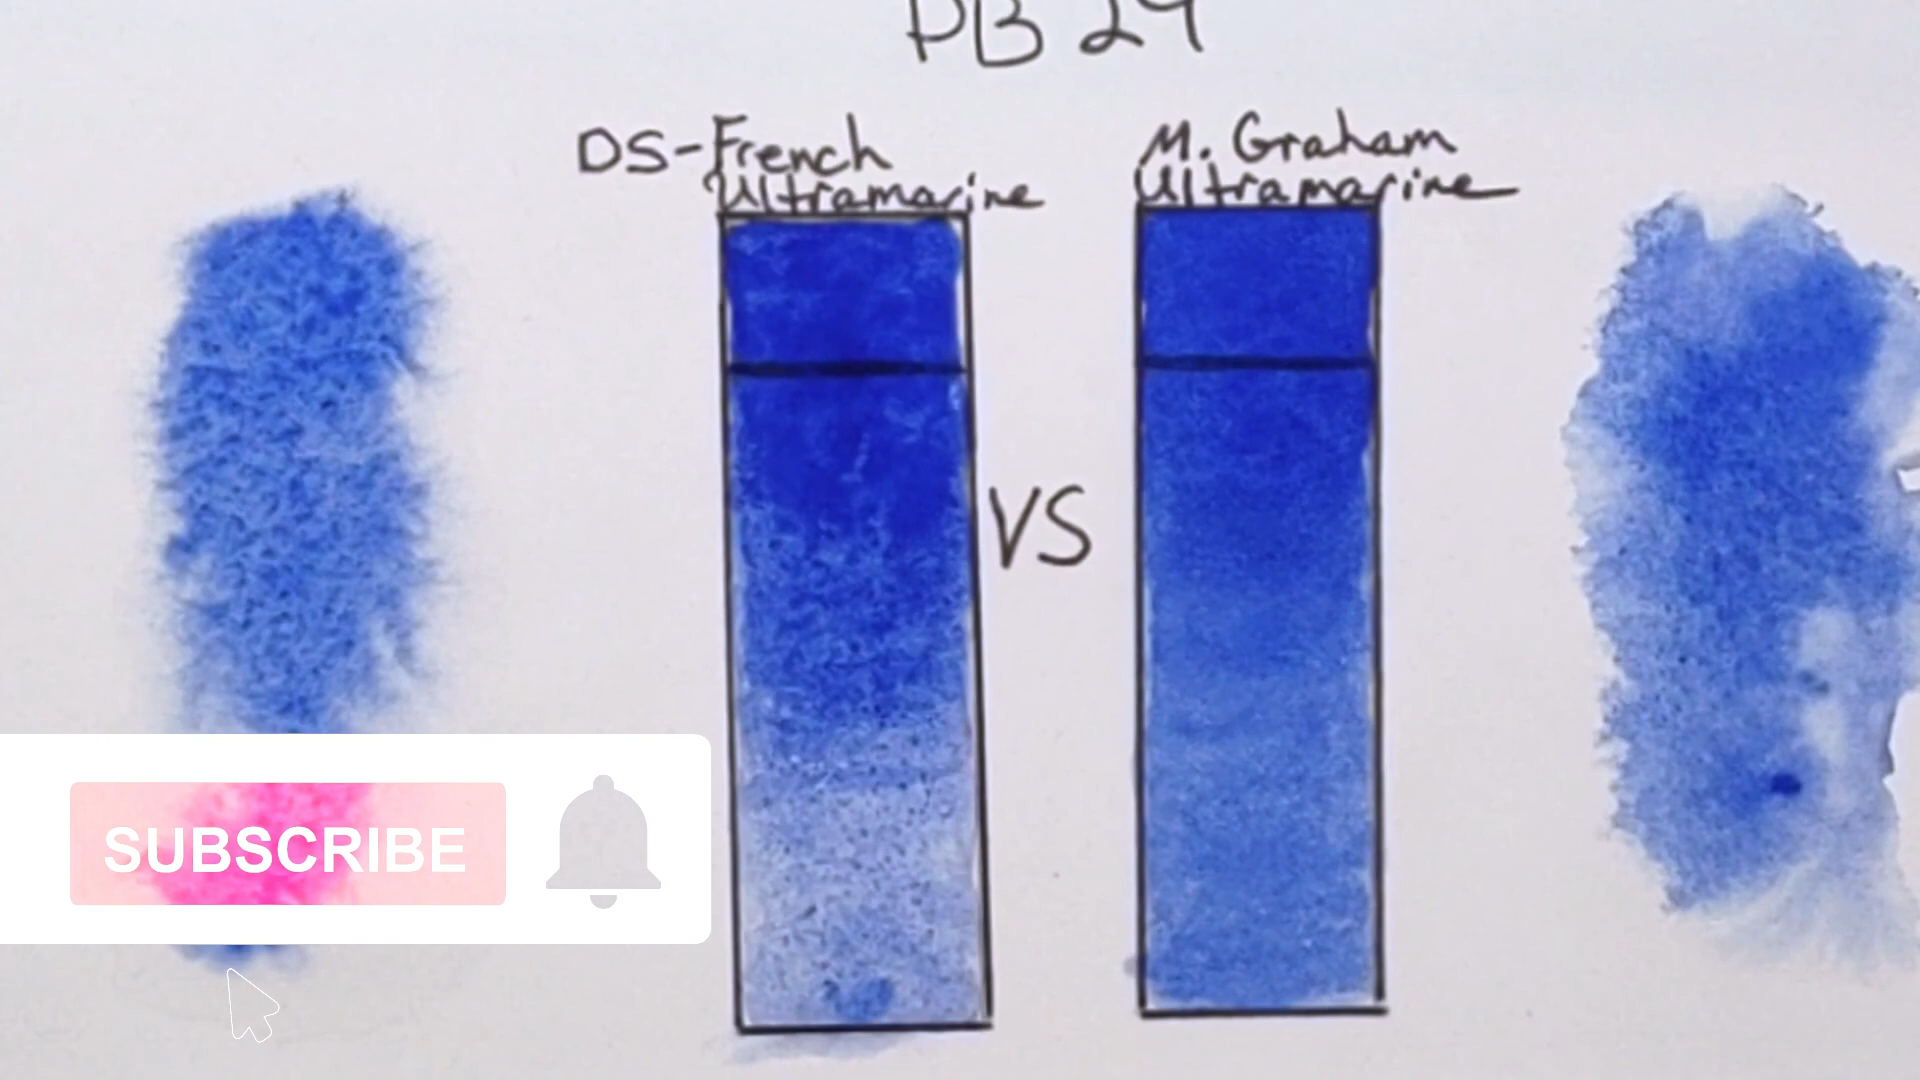 PB 29
DS-French
Ultramarine
M. Graham
Ultramarine
VS
SUBSCRIBE